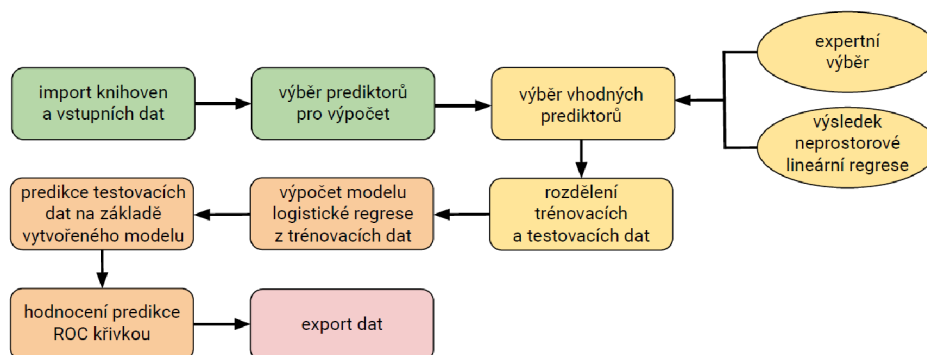 import knihoven
a vstupních dat
výběr prediktorů
pro výpočet
výběr vhodných
prediktorů
expertní
výběr
výsledek
neprostorové
lineární regrese
rozdělení
trénovacích
a testovacích dat
výpočet modelu
logistické regrese
z trénovacích dat
predikce testovacích
dat na základě
vytvořeného modelu
hodnocení predikce
ROC křivkou
export dat